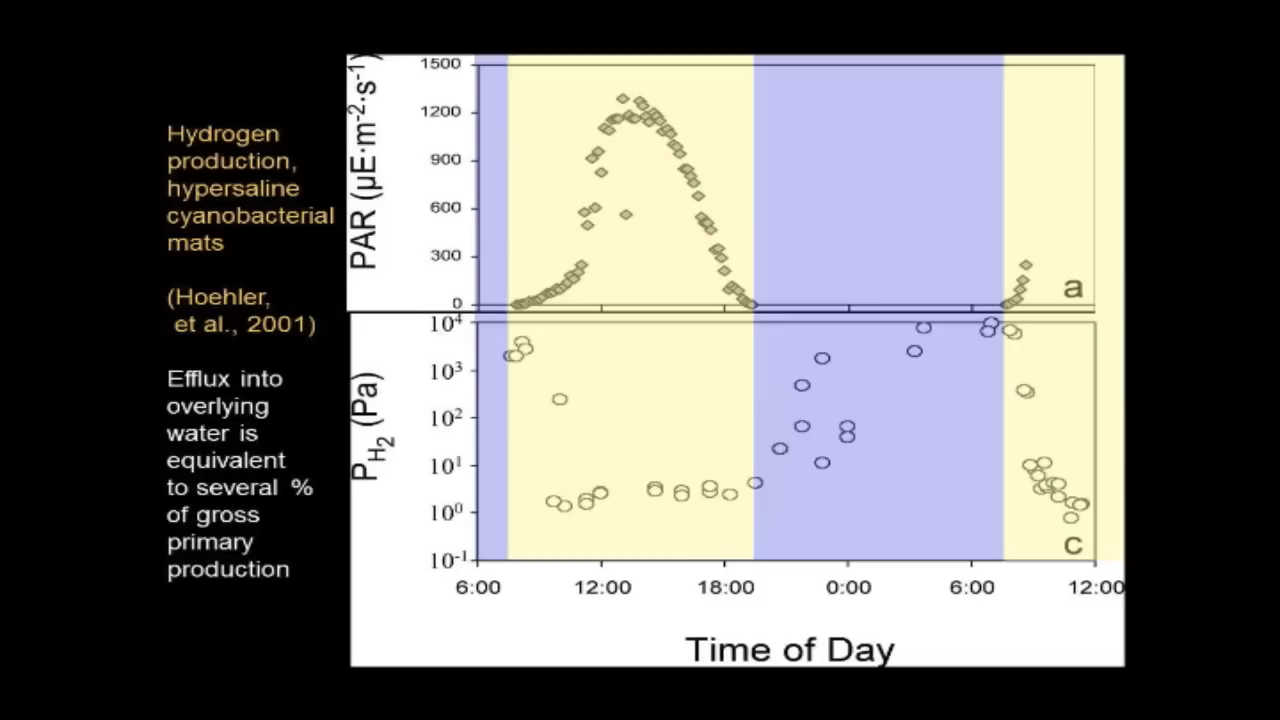 Hydrogen
production,
hypersaline
cyanobacterial
mats
(Hoehler,
et al., 2001)
Efflux into
overlying
water is
equivalent
to several %
of gross
primary
production
PAR (µE·m⁻²·s⁻¹)
1500
1200
900
600
300
0
a
P_H₂ (Pa)
10⁴
10³
10²
10¹
10⁰
10⁻¹
c
6:00 12:00 18:00 0:00 6:00 12:00
Time of Day